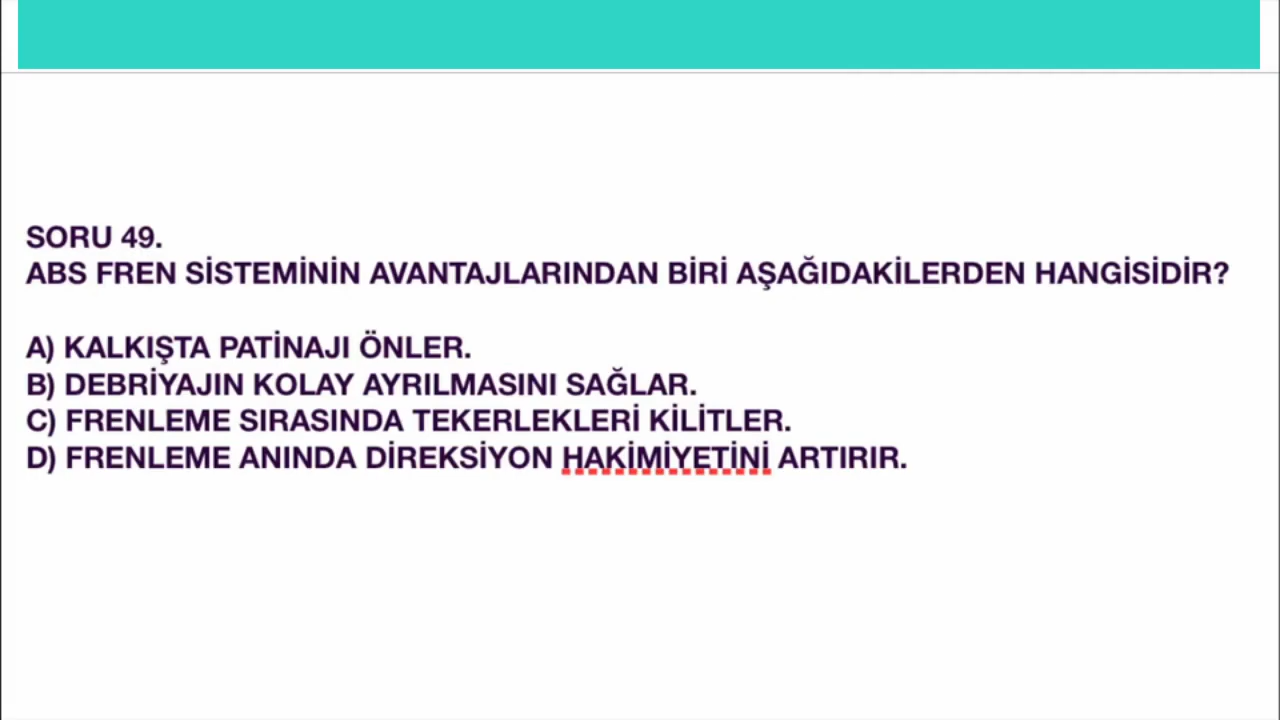 SORU 49.
ABS FREN SİSTEMİNİN AVANTAJLARINDAN BİRİ AŞAĞIDAKİLERDEN HANGİSİDİR?
A) KALKIŞTA PATİNAJI ÖNLER.
B) DEBRİYAJIN KOLAY AYRILMASINI SAĞLAR.
C) FRENLEME SIRASINDA TEKERLEKLERİ KİLİTLER.
D) FRENLEME ANINDA DİREKSİYON HAKİMİYETİNİ ARTIRIR.